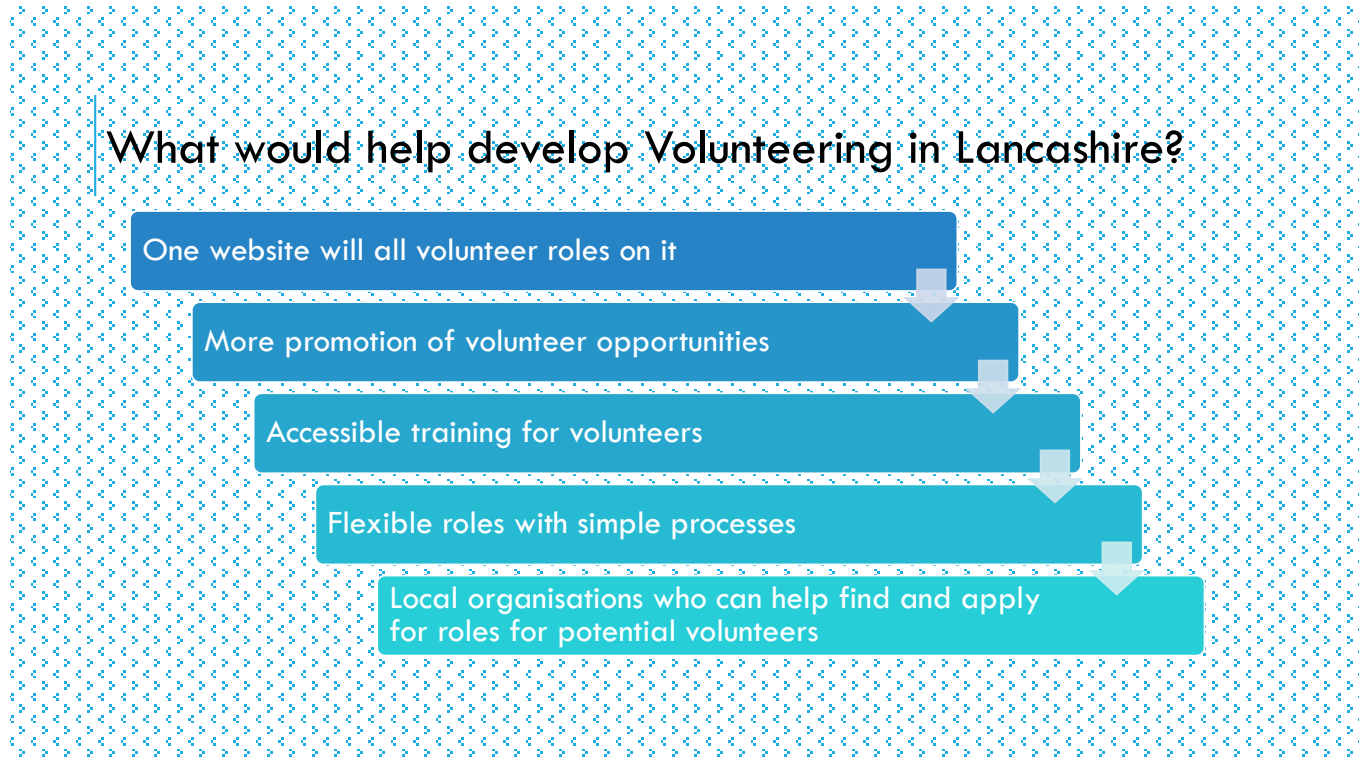 What would help develop Volunteering in Lancashire?
One website will all volunteer roles on it
More promotion of volunteer opportunities
Accessible training for volunteers
Flexible roles with simple processes
Local organisations who can help find and apply
for roles for potential volunteers